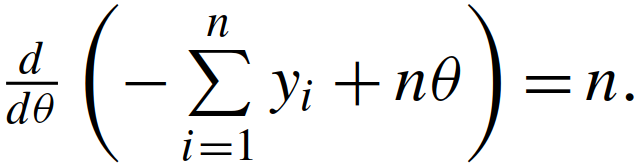 d/dθ (−∑_{i=1}^{n} y_i + nθ) = n.